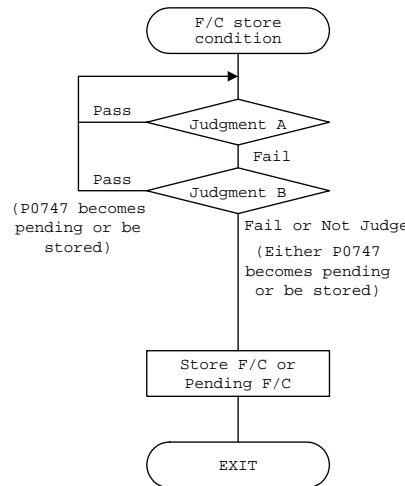 F/C store
condition
Pass
Judgment A
Fail
Pass
Judgment B
(P0747 becomes
pending or be
stored)
Fail or Not Judge
(Either P0747
becomes pending
or be stored)
Store F/C or
Pending F/C
EXIT